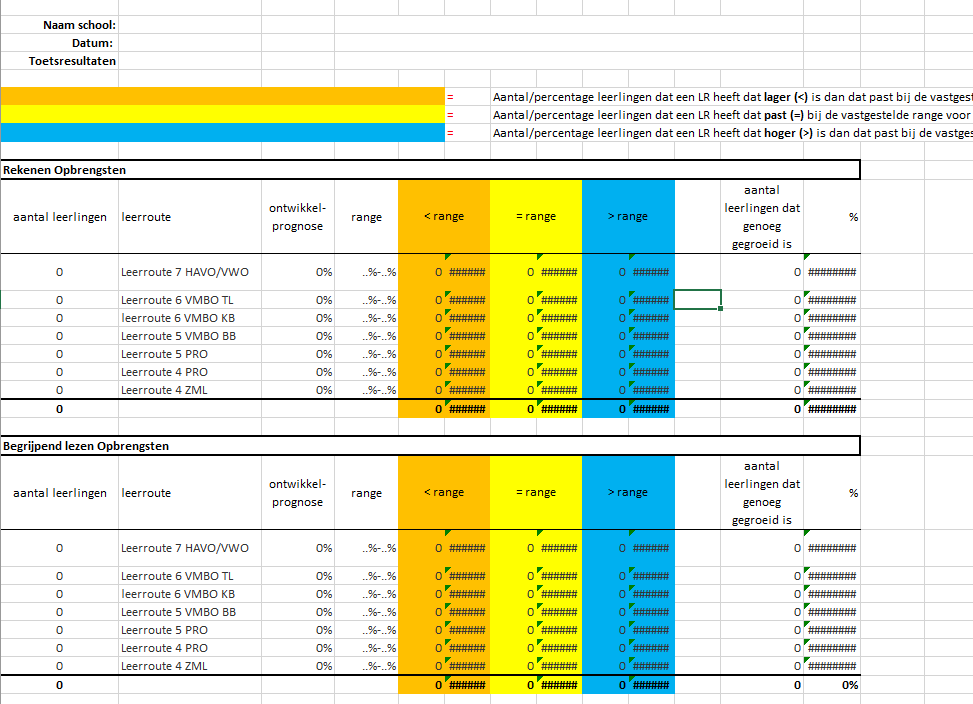 Naam school:
Datum:
Toetsresultaten
= Aantal/percentage leerlingen dat een LR heeft dat lager (<) is dan dat past bij de vastgest
= Aantal/percentage leerlingen dat een LR heeft dat past (=) bij de vastgestelde range voor
= Aantal/percentage leerlingen dat een LR heeft dat hoger (>) is dan dat past bij de vastges
Rekenen Opbrengsten
aantal leerlingen leerroute ontwikkel-prognose range < range = range > range aantal leerlingen dat genoeg gegroeid is %
0 Leerroute 7 HAVO/VWO 0% ..%-..% 0 ###### 0 ###### 0 ###### 0 ########
0 Leerroute 6 VMBO TL 0% ..%-..% 0 ###### 0 ###### 0 ###### 0 ########
0 leerroute 6 VMBO KB 0% ..%-..% 0 ###### 0 ###### 0 ###### 0 ########
0 Leerroute 5 VMBO BB 0% ..%-..% 0 ###### 0 ###### 0 ###### 0 ########
0 Leerroute 5 PRO 0% ..%-..% 0 ###### 0 ###### 0 ###### 0 ########
0 Leerroute 4 PRO 0% ..%-..% 0 ###### 0 ###### 0 ###### 0 ########
0 Leerroute 4 ZML 0% ..%-..% 0 ###### 0 ###### 0 ###### 0 ########
0 0 ###### 0 ###### 0 ###### 0 ########
Begrijpend lezen Opbrengsten
aantal leerlingen leerroute ontwikkel-prognose range < range = range > range aantal leerlingen dat genoeg gegroeid is %
0 Leerroute 7 HAVO/VWO 0% ..%-..% 0 ###### 0 ###### 0 ###### 0 ########
0 Leerroute 6 VMBO TL 0% ..%-..% 0 ###### 0 ###### 0 ###### 0 ########
0 leerroute 6 VMBO KB 0% ..%-..% 0 ###### 0 ###### 0 ###### 0 ########
0 Leerroute 5 VMBO BB 0% ..%-..% 0 ###### 0 ###### 0 ###### 0 ########
0 Leerroute 5 PRO 0% ..%-..% 0 ###### 0 ###### 0 ###### 0 ########
0 Leerroute 4 PRO 0% ..%-..% 0 ###### 0 ###### 0 ###### 0 ########
0 Leerroute 4 ZML 0% ..%-..% 0 ###### 0 ###### 0 ###### 0 ########
0 0 ###### 0 ###### 0 ###### 0 0%